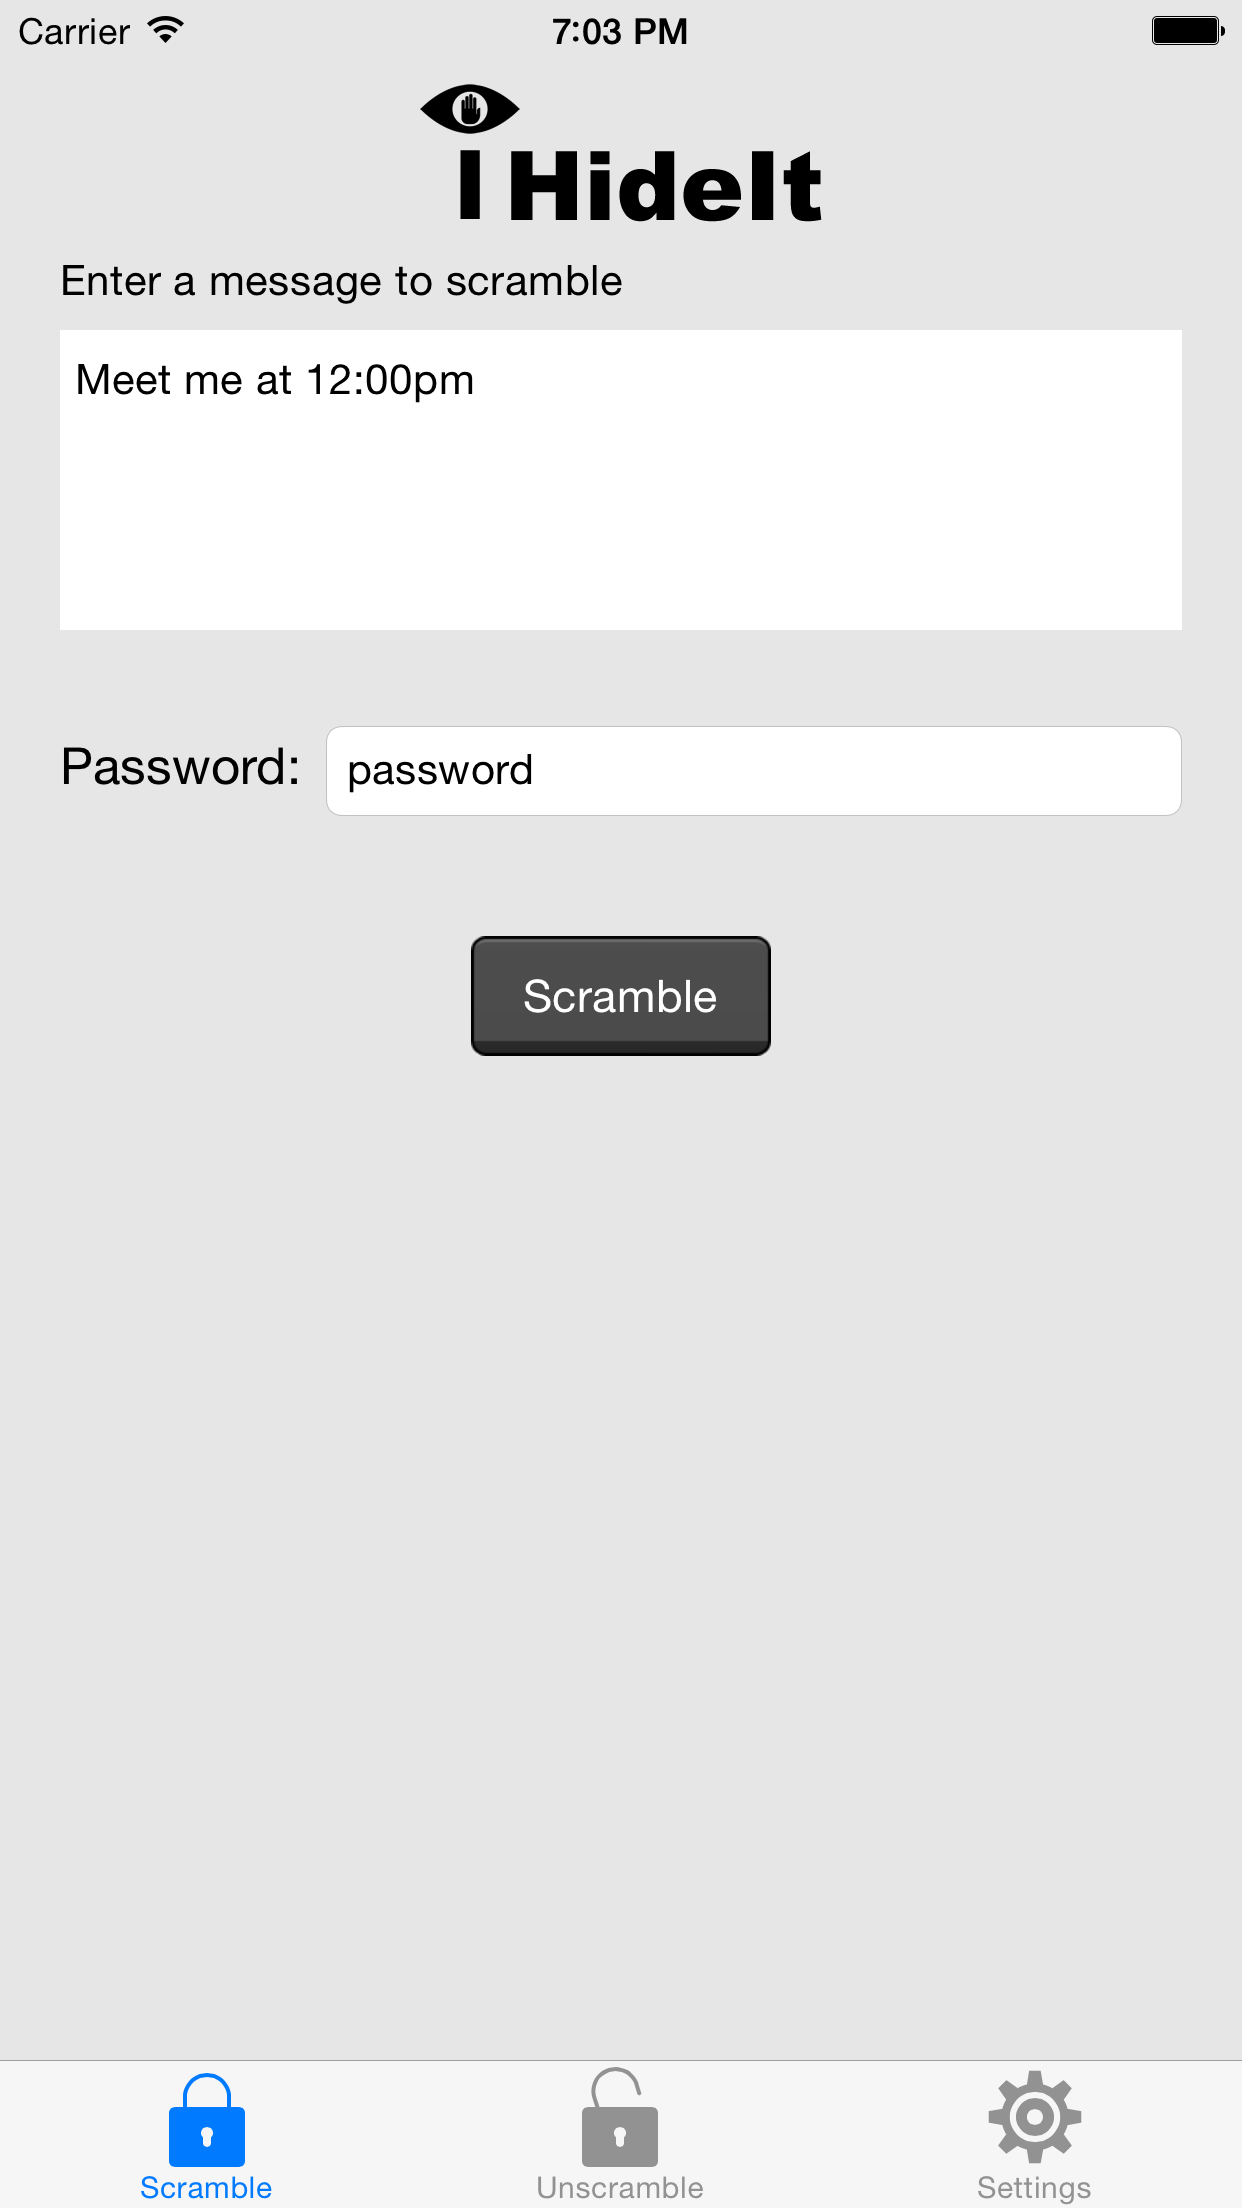 Carrier 7:03 PM
I HideIt
Enter a message to scramble
Meet me at 12:00pm
Password: password
Scramble
Scramble Unscramble Settings